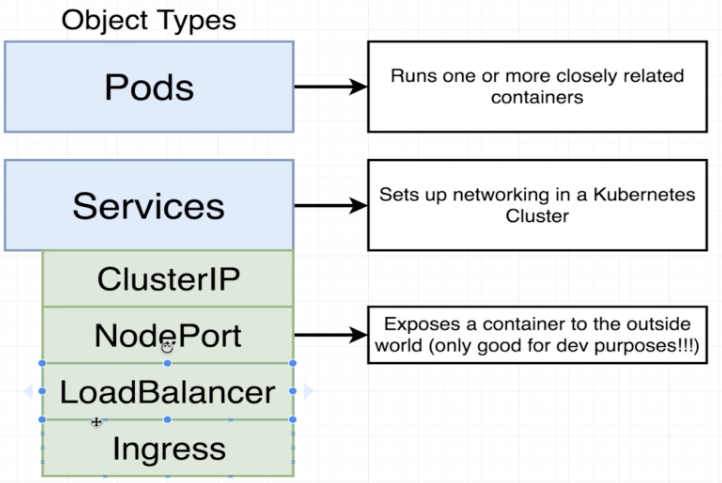 Object Types
Pods
Runs one or more closely related
containers
Services
Sets up networking in a Kubernetes
Cluster
ClusterIP
NodePort
Exposes a container to the outside
world (only good for dev purposes!!!)
LoadBalancer
Ingress